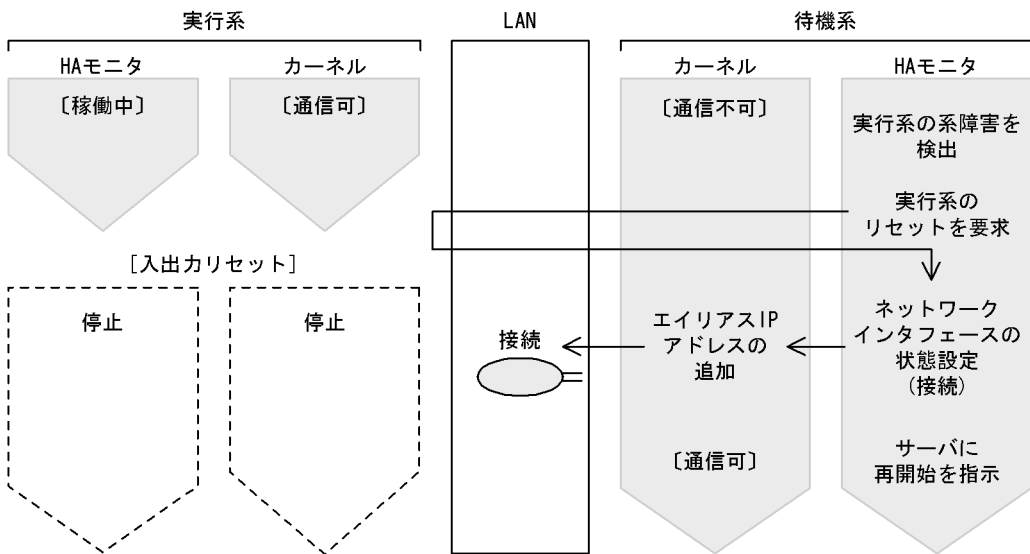 実行系
LAN
待機系
HAモニタ
カーネル
カーネル
HAモニタ
〔稼働中〕
〔通信可〕
〔通信不可〕
実行系の系障害を
検出
実行系の
リセットを要求
［入出力リセット］
停止
停止
接続
エイリアスIP
アドレスの
追加
ネットワーク
インタフェースの
状態設定
(接続)
〔通信可〕
サーバに
再開始を指示